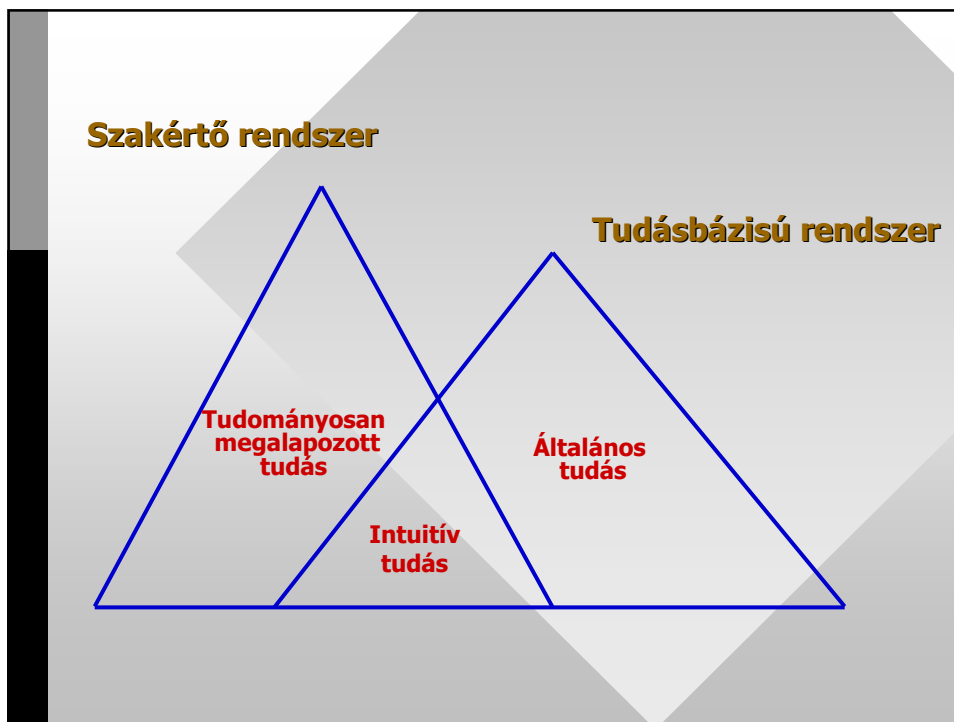 Szakértő rendszer
Tudásbázisú rendszer
Tudományosan
megalapozott
tudás
Általános
tudás
Intuitív
tudás